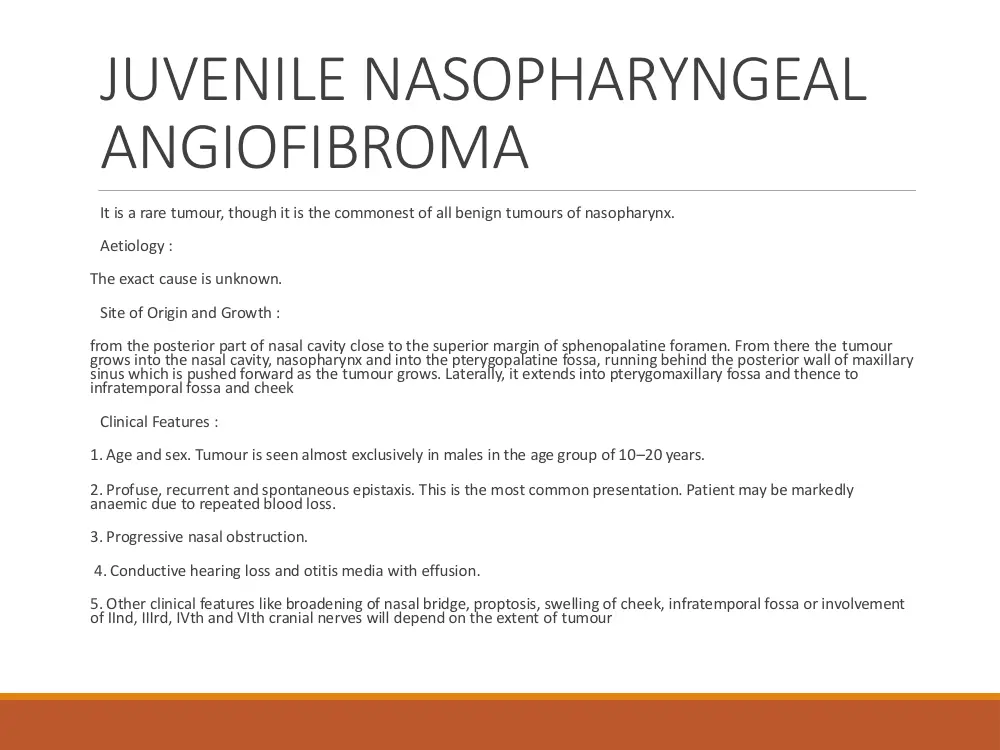 JUVENILE NASOPHARYNGEAL
ANGIOFIBROMA
It is a rare tumour, though it is the commonest of all benign tumours of nasopharynx.
Aetiology :
The exact cause is unknown.
Site of Origin and Growth :
from the posterior part of nasal cavity close to the superior margin of sphenopalatine foramen. From there the tumour
grows into the nasal cavity, nasopharynx and into the pterygopalatine fossa, running behind the posterior wall of maxillary
sinus which is pushed forward as the tumour grows. Laterally, it extends into pterygomaxillary fossa and thence to
infratemporal fossa and cheek
Clinical Features :
1. Age and sex. Tumour is seen almost exclusively in males in the age group of 10–20 years.
2. Profuse, recurrent and spontaneous epistaxis. This is the most common presentation. Patient may be markedly
anaemic due to repeated blood loss.
3. Progressive nasal obstruction.
4. Conductive hearing loss and otitis media with effusion.
5. Other clinical features like broadening of nasal bridge, proptosis, swelling of cheek, infratemporal fossa or involvement
of IInd, IIIrd, IVth and VIth cranial nerves will depend on the extent of tumour